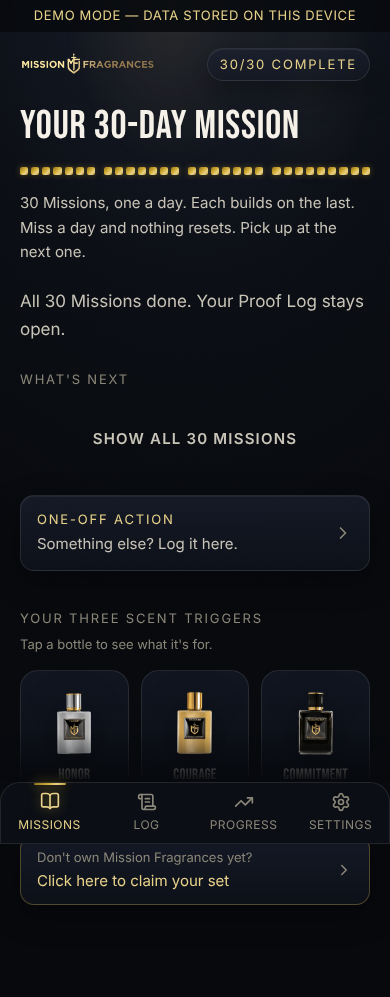 DEMO MODE — DATA STORED ON THIS DEVICE
MISSION FRAGRANCES
30/30 COMPLETE
YOUR 30-DAY MISSION
30 Missions, one a day. Each builds on the last.
Miss a day and nothing resets. Pick up at the
next one.
All 30 Missions done. Your Proof Log stays
open.
WHAT'S NEXT
SHOW ALL 30 MISSIONS
ONE-OFF ACTION
Something else? Log it here.
YOUR THREE SCENT TRIGGERS
Tap a bottle to see what it's for.
HONOR
COURAGE
COMMITMENT
MISSIONS
LOG
PROGRESS
SETTINGS
Don't own Mission Fragrances yet?
Click here to claim your set